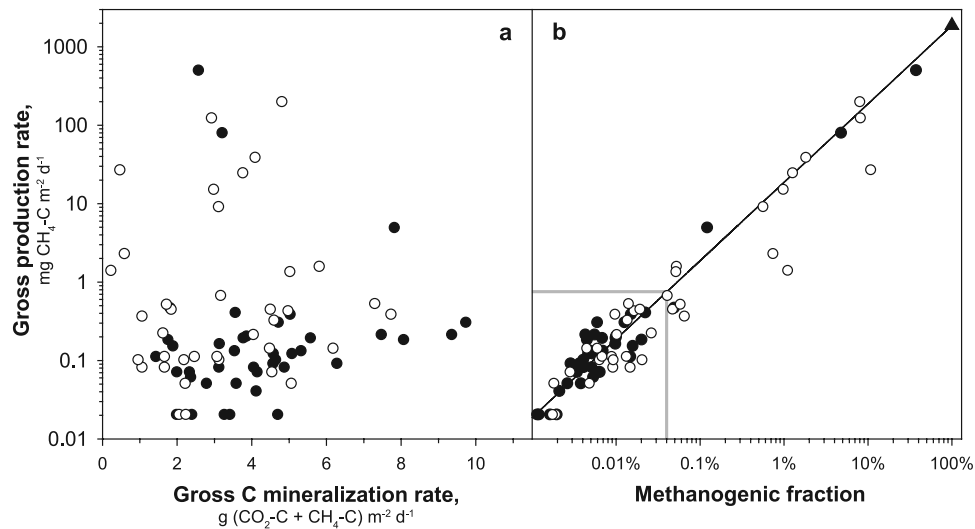 a
b
1000
100
10
1
0.1
0.01
Gross production rate,
mg CH₄-C m⁻² d⁻¹
0
2
4
6
8
10
0.01%
0.1%
1%
10%
100%
Gross C mineralization rate,
g (CO₂-C + CH₄-C) m⁻² d⁻¹
Methanogenic fraction